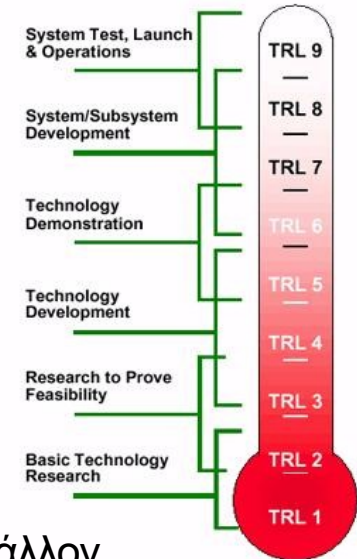 System Test, Launch
& Operations
System/Subsystem
Development
Technology
Demonstration
Technology
Development
Research to Prove
Feasibility
Basic Technology
Research
TRL 9
TRL 8
TRL 7
TRL 6
TRL 5
TRL 4
TRL 3
TRL 2
TRL 1